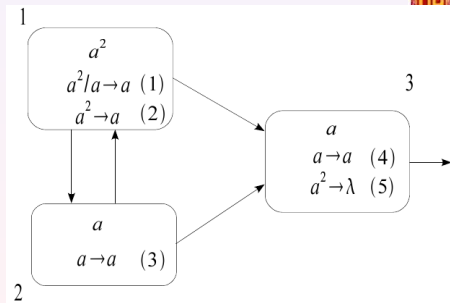 1
a²
a²/a→a (1)
a²→a (2)
3
a
a→a (4)
a²→λ (5)
a
a→a (3)
2